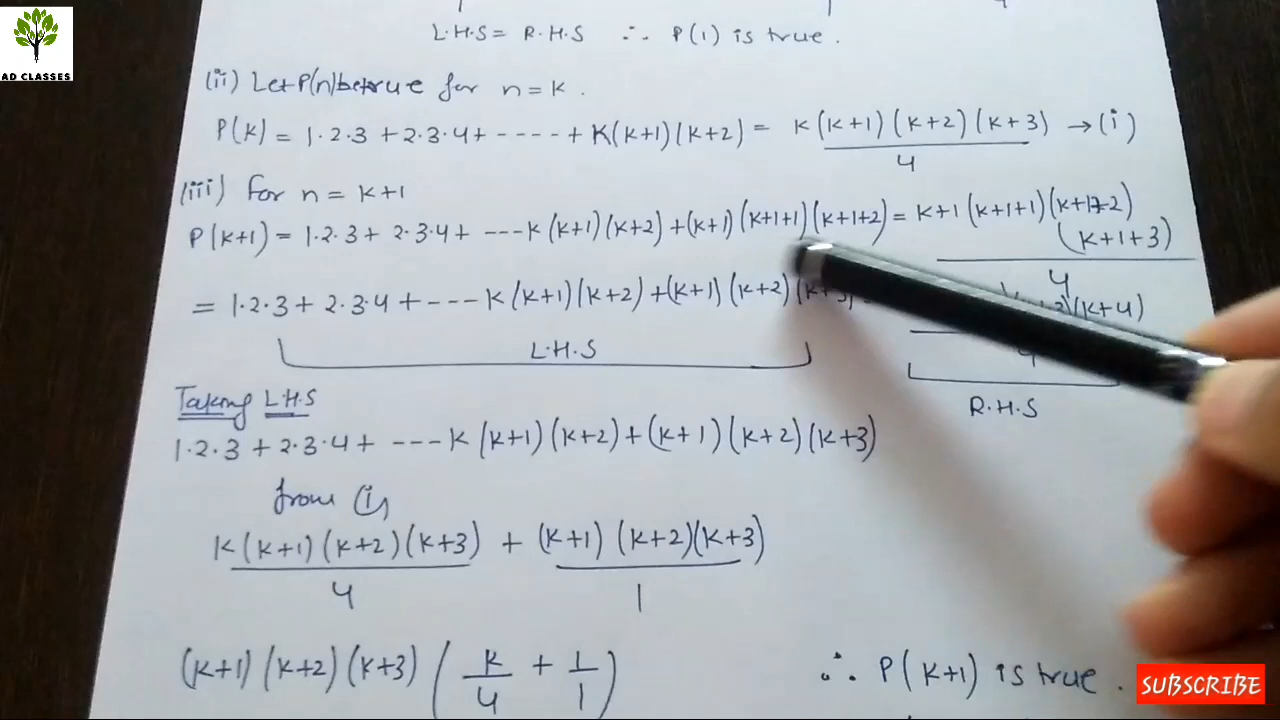 L.H.S = R.H.S ∴ P(1) is true.
AD CLASSES
(ii) Let P(n) be true for n = k.
P(k) = 1·2·3 + 2·3·4 + ---- + k(k+1)(k+2) = k(k+1)(k+2)(k+3) → (i)
4
(iii) for n = k+1
P(k+1) = 1·2·3 + 2·3·4 + ---k(k+1)(k+2) + (k+1)(k+1+1)(k+1+2) = k+1(k+1+1)(k+1+2)
(k+1+3)
4
= 1·2·3 + 2·3·4 + ---k(k+1)(k+2) + (k+1)(k+2) (k+4)
4
L.H.S
R.H.S
Taking L.H.S
1·2·3 + 2·3·4 + ---k(k+1)(k+2) + (k+1)(k+2)(k+3)
from (i)
k(k+1)(k+2)(k+3) + (k+1)(k+2)(k+3)
4 1
(k+1)(k+2)(k+3) (k/4 + 1/1)
∴ P(k+1) is true.
SUBSCRIBE